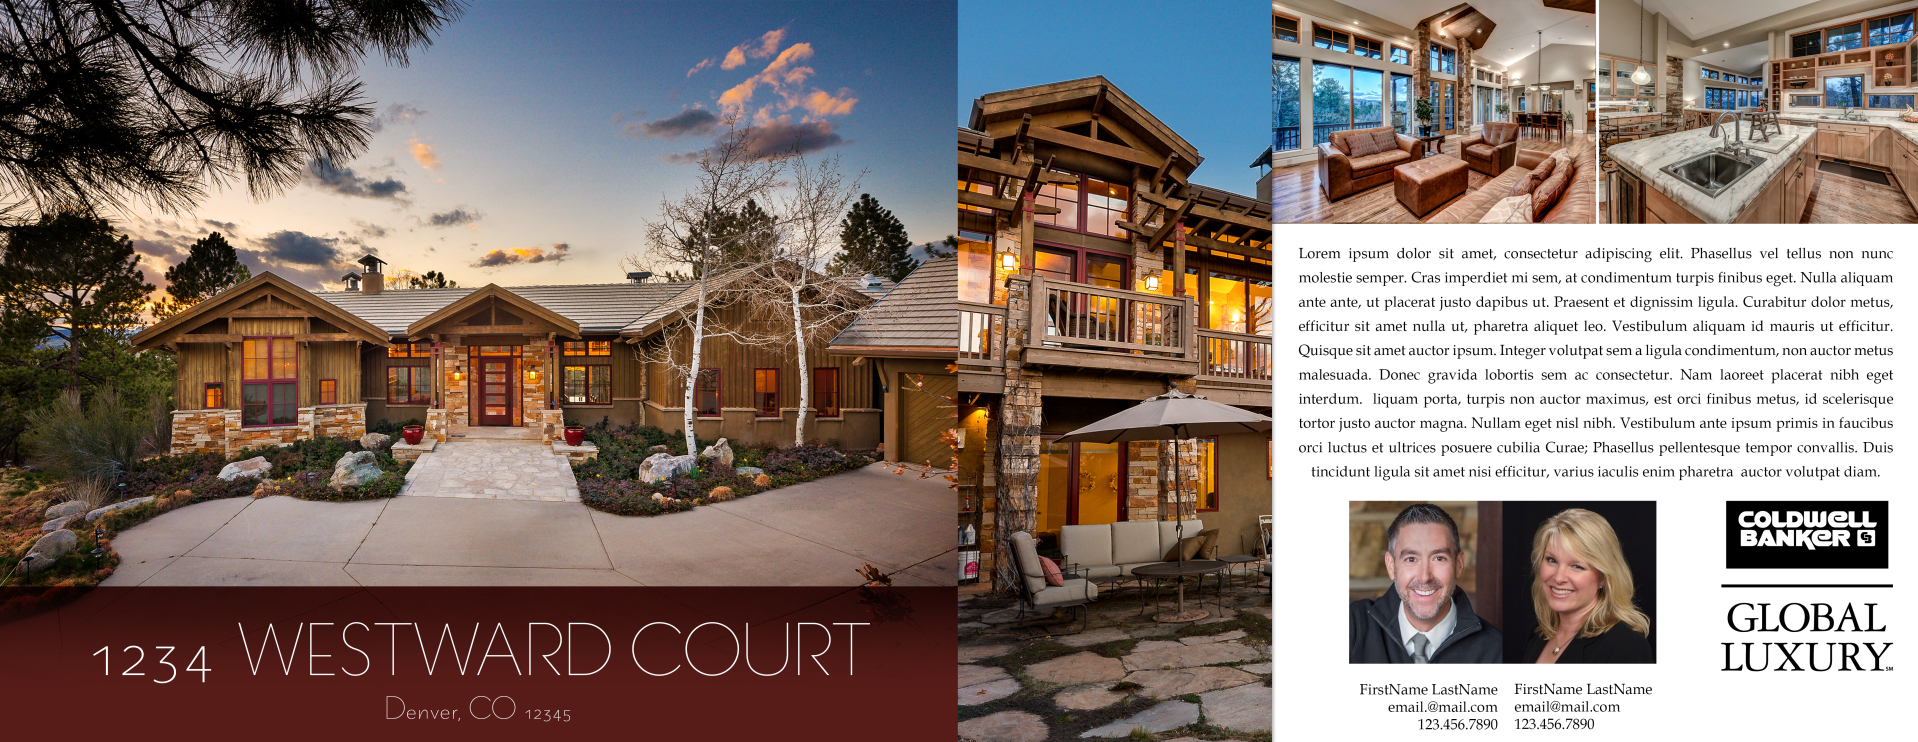 1234 WESTWARD COURT
Denver, CO 12345
Lorem ipsum dolor sit amet, consectetur adipiscing elit. Phasellus vel tellus non nunc
molestie semper. Cras imperdiet mi sem, at condimentum turpis finibus eget. Nulla aliquam
ante ante, ut placerat justo dapibus ut. Praesent et dignissim ligula. Curabitur dolor metus,
efficitur sit amet nulla ut, pharetra aliquet leo. Vestibulum aliquam id mauris ut efficitur.
Quisque sit amet auctor ipsum. Integer volutpat sem a ligula condimentum, non auctor metus
malesuada. Donec gravida lobortis sem ac consectetur. Nam laoreet placerat nibh eget
interdum. liquam porta, turpis non auctor maximus, est orci finibus metus, id scelerisque
tortor justo auctor magna. Nullam eget nisl nibh. Vestibulum ante ipsum primis in faucibus
orci luctus et ultrices posuere cubilia Curae; Phasellus pellentesque tempor convallis. Duis
tincidunt ligula sit amet nisi efficitur, varius iaculis enim pharetra auctor volutpat diam.
FirstName LastName
email.@mail.com
123.456.7890
FirstName LastName
email@mail.com
123.456.7890
COLDWELL
BANKER CB
GLOBAL
LUXURY℠